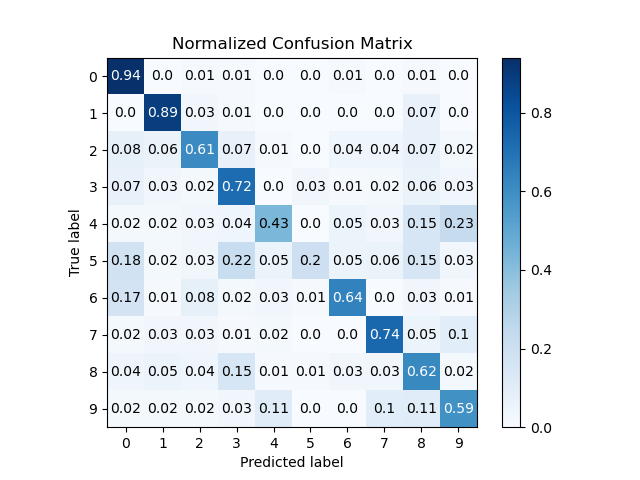 Normalized Confusion Matrix
0 0.94 0.0 0.01 0.01 0.0 0.0 0.01 0.0 0.01 0.0
1 0.0 0.89 0.03 0.01 0.0 0.0 0.0 0.0 0.07 0.0
2 0.08 0.06 0.61 0.07 0.01 0.0 0.04 0.04 0.07 0.02
3 0.07 0.03 0.02 0.72 0.0 0.03 0.01 0.02 0.06 0.03
4 0.02 0.02 0.03 0.04 0.43 0.0 0.05 0.03 0.15 0.23
5 0.18 0.02 0.03 0.22 0.05 0.2 0.05 0.06 0.15 0.03
6 0.17 0.01 0.08 0.02 0.03 0.01 0.64 0.0 0.03 0.01
7 0.02 0.03 0.03 0.01 0.02 0.0 0.0 0.74 0.05 0.1
8 0.04 0.05 0.04 0.15 0.01 0.01 0.03 0.03 0.62 0.02
9 0.02 0.02 0.02 0.03 0.11 0.0 0.0 0.1 0.11 0.59
0 1 2 3 4 5 6 7 8 9
Predicted label
True label
0.8
0.6
0.4
0.2
0.0